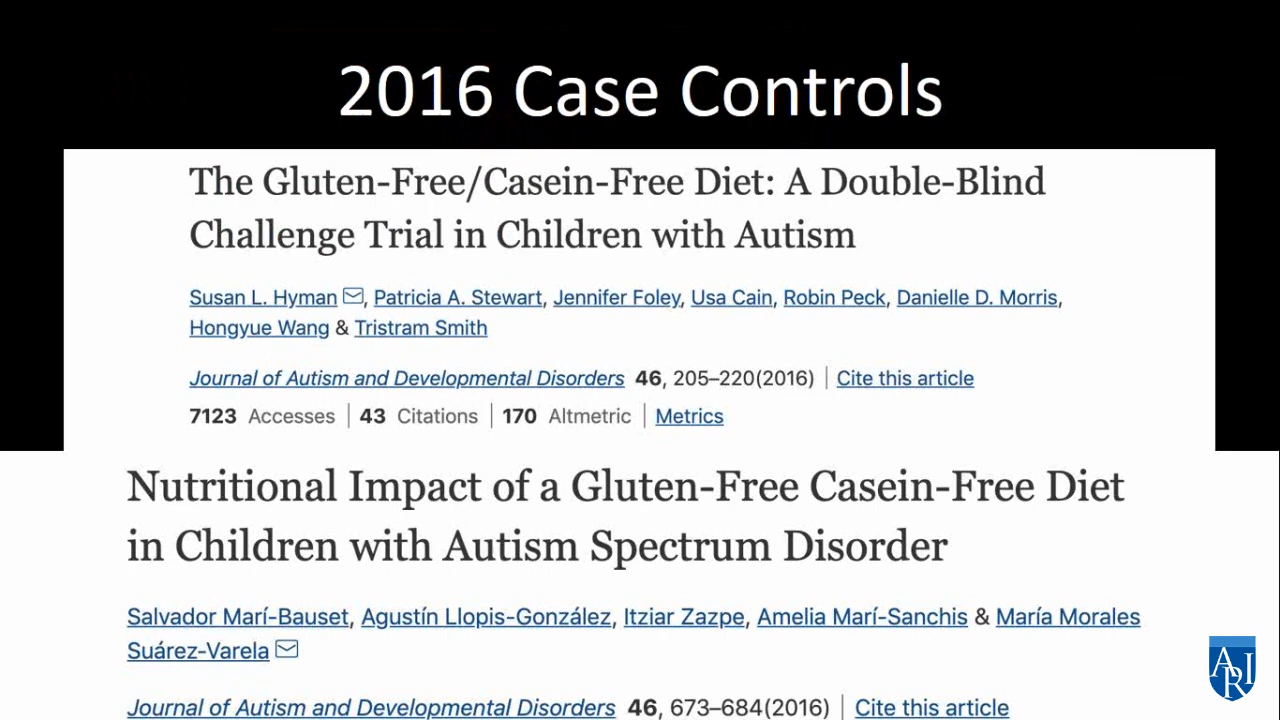 2016 Case Controls
The Gluten-Free/Casein-Free Diet: A Double-Blind
Challenge Trial in Children with Autism
Susan L. Hyman, Patricia A. Stewart, Jennifer Foley, Usa Cain, Robin Peck, Danielle D. Morris,
Hongyue Wang & Tristram Smith
Journal of Autism and Developmental Disorders 46, 205–220(2016) | Cite this article
7123 Accesses | 43 Citations | 170 Altmetric | Metrics
Nutritional Impact of a Gluten-Free Casein-Free Diet
in Children with Autism Spectrum Disorder
Salvador Marí-Bauset, Agustín Llopis-González, Itziar Zazpe, Amelia Marí-Sanchis & María Morales
Suárez-Varela
Journal of Autism and Developmental Disorders 46, 673–684(2016) | Cite this article
ARI